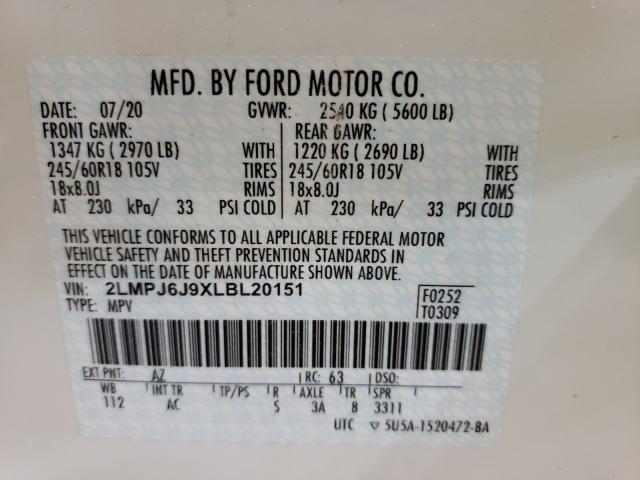 MFD. BY FORD MOTOR CO.
DATE: 07/20 GVWR: 2540 KG ( 5600 LB)
FRONT GAWR: REAR GAWR:
1347 KG ( 2970 LB) WITH 1220 KG ( 2690 LB) WITH
245/60R18 105V TIRES 245/60R18 105V TIRES
18x8.0J RIMS 18x8.0J RIMS
AT 230 kPa/ 33 PSI COLD AT 230 kPa/ 33 PSI COLD
THIS VEHICLE CONFORMS TO ALL APPLICABLE FEDERAL MOTOR
VEHICLE SAFETY AND THEFT PREVENTION STANDARDS IN
EFFECT ON THE DATE OF MANUFACTURE SHOWN ABOVE.
VIN: 2LMPJ6J9XLBL20151 F0252
TYPE: MPV T0309
EXT PNT: AZ RC: 63 DSO:
WB INT TR TP/PS R AXLE TR SPR
112 AC S 3A 8 3311
UTC ▽ 5U5A-1520472-BA